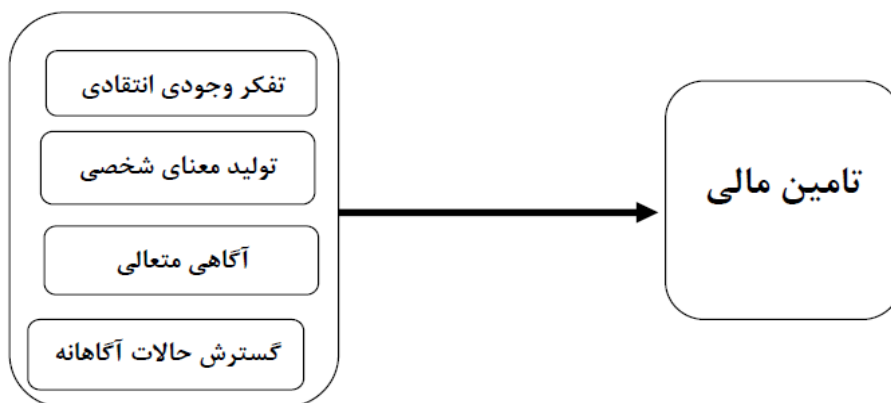 تفکر وجودی انتقادی
تولید معنای شخصی
آگاهی متعالی
گسترش حالات آگاهانه
تامین مالی